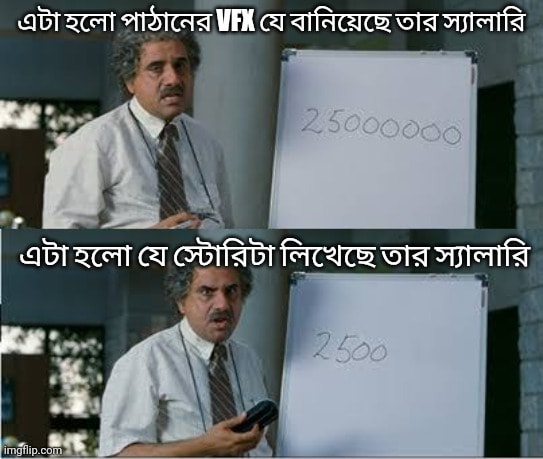 এটা হলো পাঠানের VFX যে বানিয়েছে তার স্যালারি
25000000
এটা হলো যে স্টোরিটা লিখেছে তার স্যালারি
2500
imgflip.com